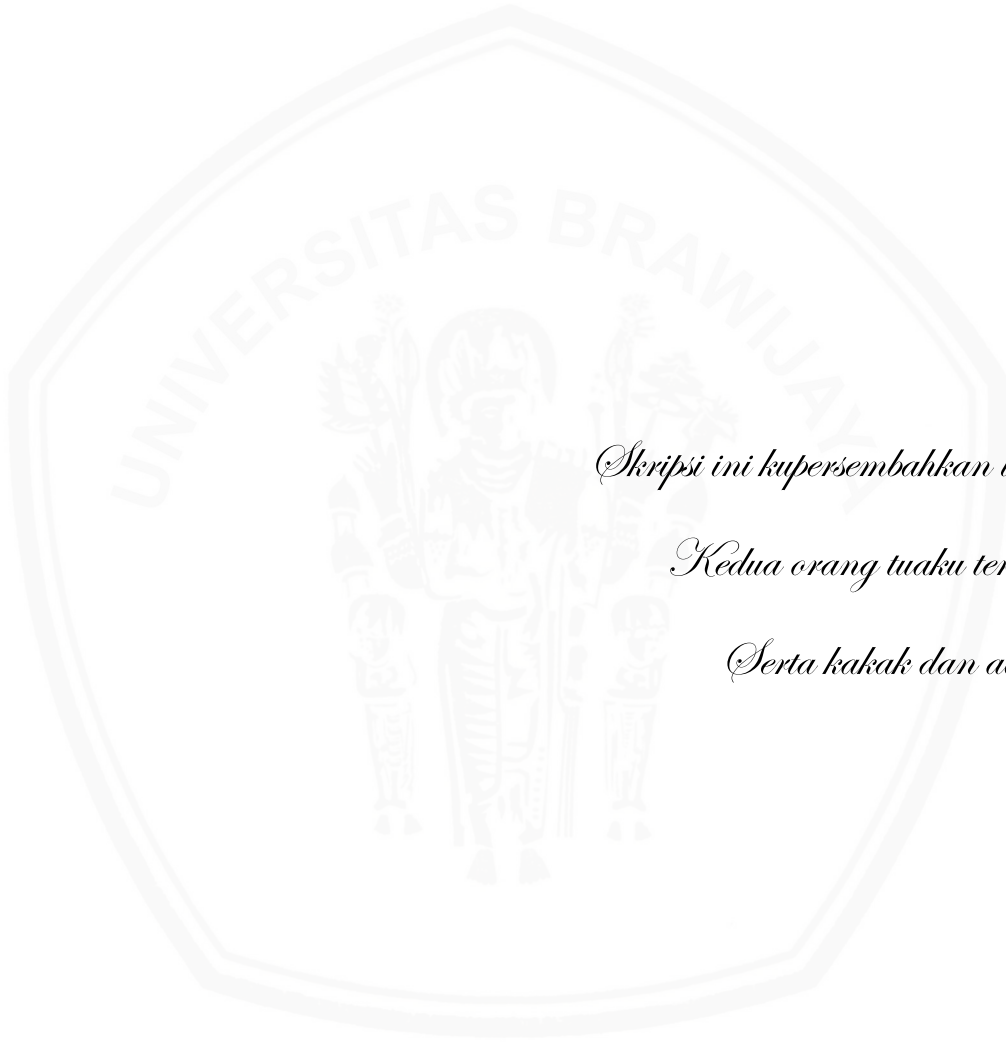 UNIVERSITAS BRAWIJAYA
Skripsi ini kupersembahkan
Kedua orang tuaku
Serta kakak dan